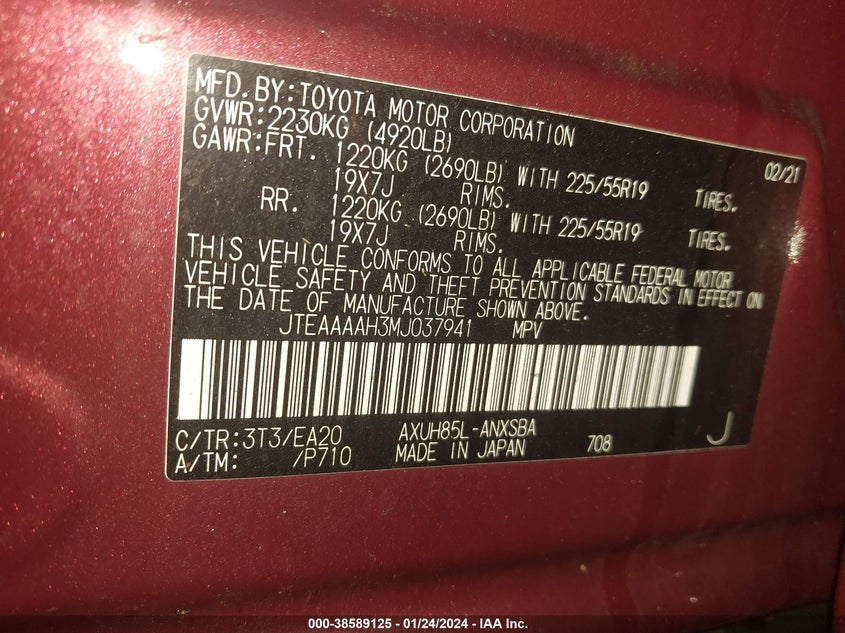 MFD. BY: TOYOTA MOTOR CORPORATION 02/21
GVWR: 2230KG (4920LB)
GAWR: FRT. 1220KG (2690LB) WITH 225/55R19 TIRES.
19X7J RIMS.
RR. 1220KG (2690LB) WITH 225/55R19 TIRES.
19X7J RIMS.
THIS VEHICLE CONFORMS TO ALL APPLICABLE FEDERAL MOTOR
VEHICLE SAFETY AND THEFT PREVENTION STANDARDS IN EFFECT ON
THE DATE OF MANUFACTURE SHOWN ABOVE.
JTEAAAAH3MJ037941 MPV
C/TR: 3T3/EA20 AXUH85L-ANXSBA J
A/TM: /P710 MADE IN JAPAN 708
000-38589125 - 01/24/2024 - IAA Inc.